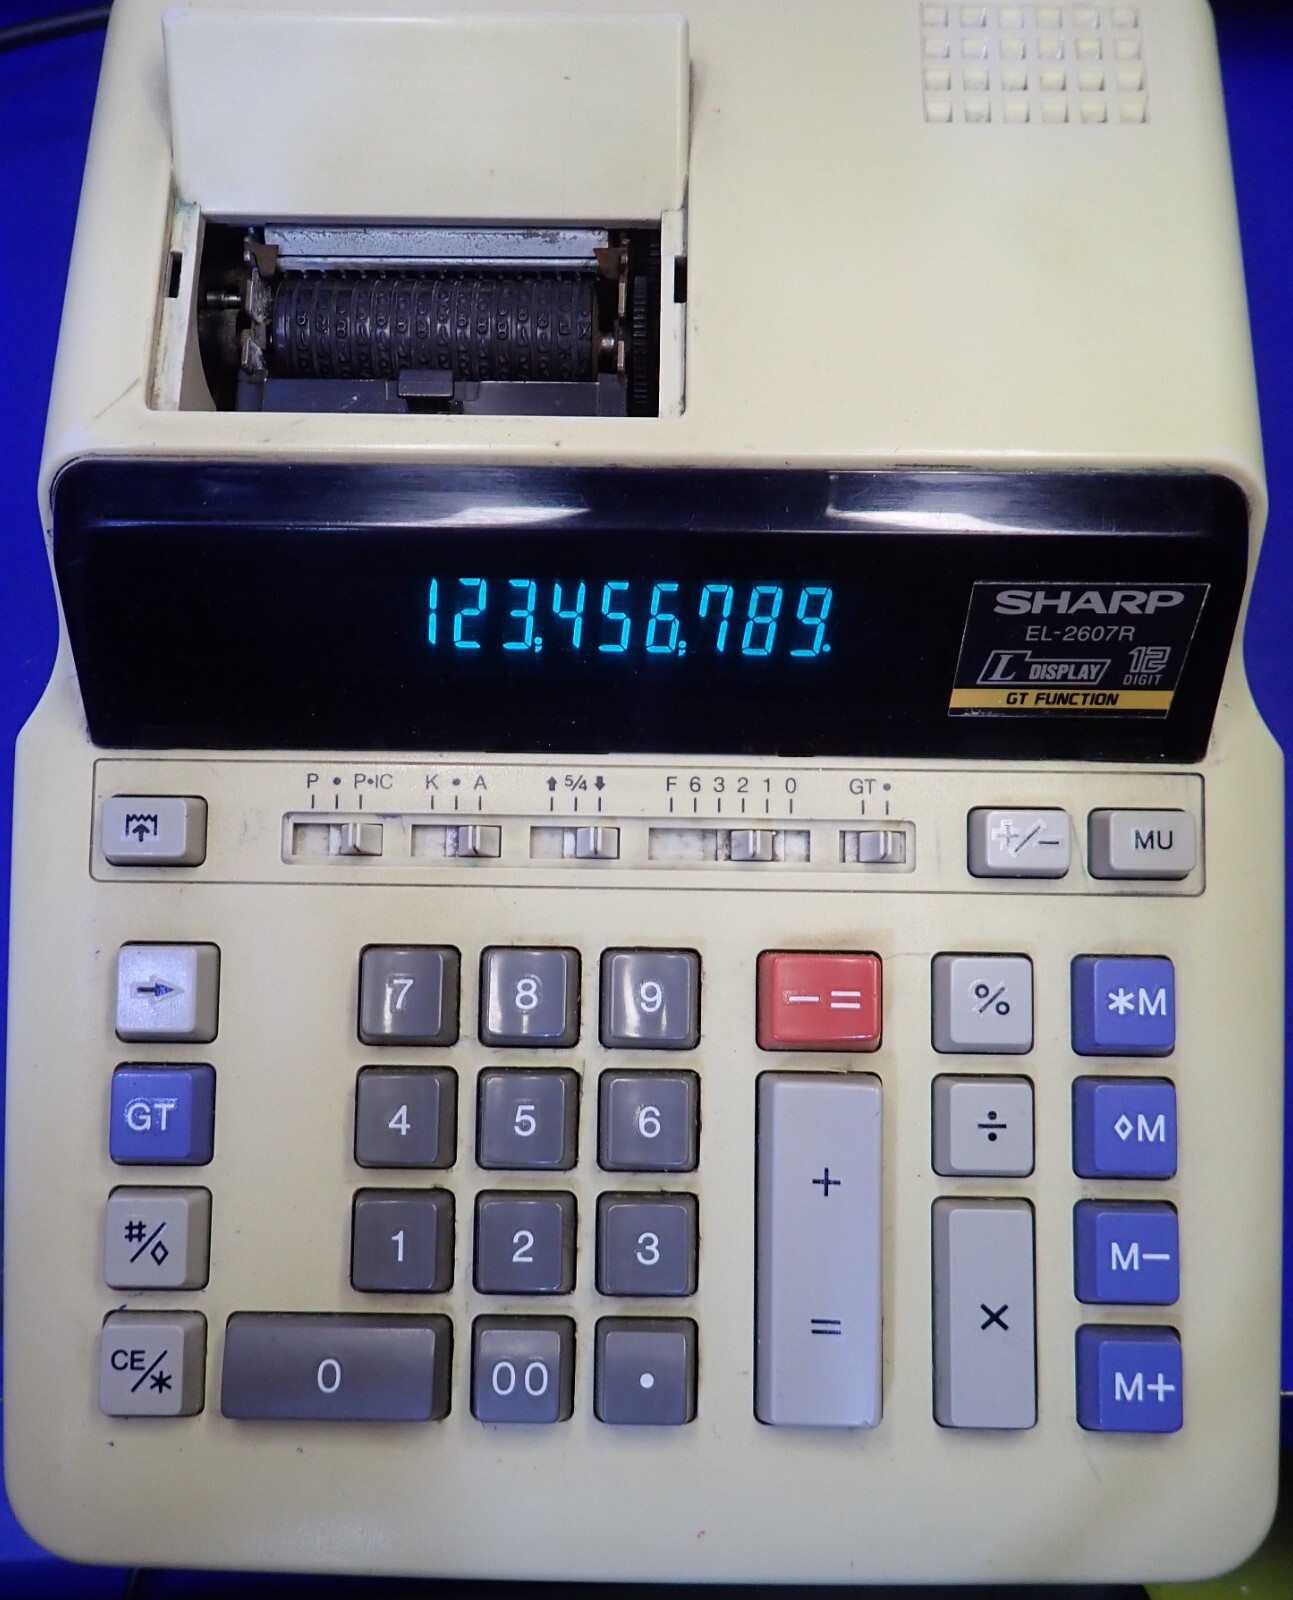 123,456,789.
SHARP
EL-2607R
L DISPLAY 12 DIGIT
GT FUNCTION
P • P•IC K • A ⬆ 5/4 ⬇ F 6 3 2 1 0 GT •
+/− MU
→ 7 8 9 − = % *M
GT 4 5 6 + ÷ ◊M
#/◊ 1 2 3 = × M−
CE/* 0 00 • M+